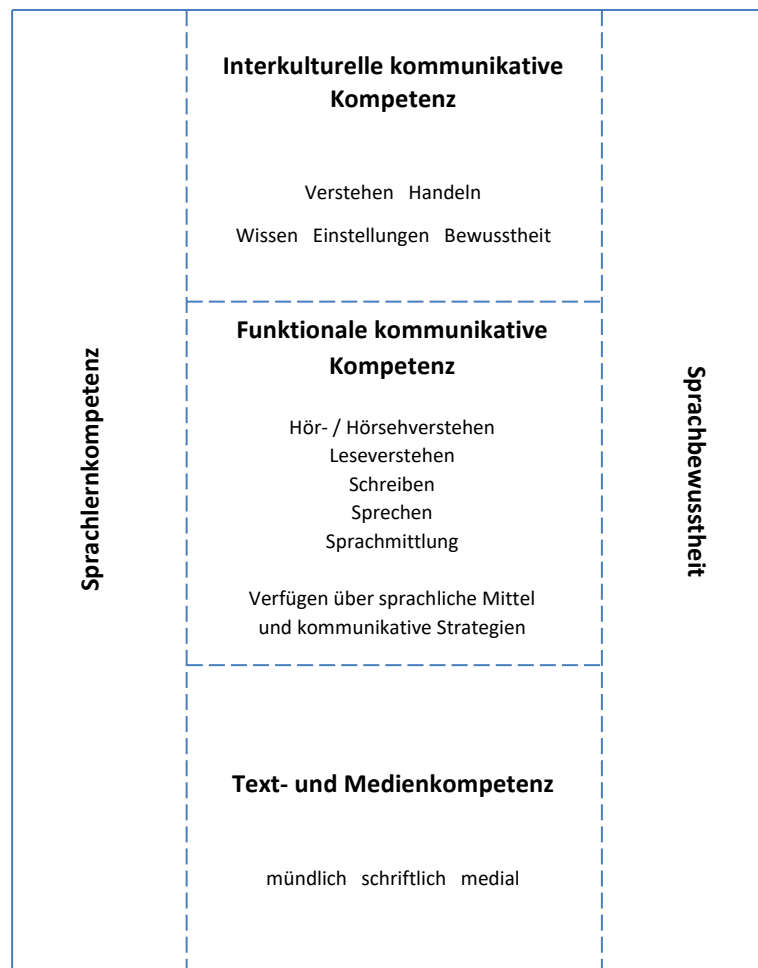 Interkulturelle kommunikative
Kompetenz
Verstehen Handeln
Wissen Einstellungen Bewusstheit
Sprachlernkompetenz
Funktionale kommunikative
Kompetenz
Hör- / Hörsehverstehen
Leseverstehen
Schreiben
Sprechen
Sprachmittlung
Verfügen über sprachliche Mittel
und kommunikative Strategien
Sprachbewusstheit
Text- und Medienkompetenz
mündlich schriftlich medial